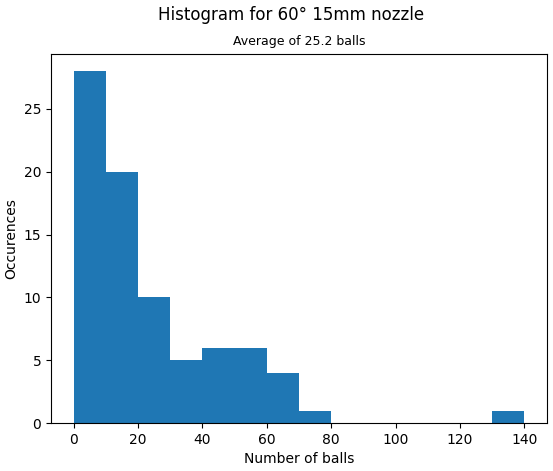 Histogram for 60° 15mm nozzle
Average of 25.2 balls
Occurences
25
20
15
10
5
0
0 20 40 60 80 100 120 140
Number of balls